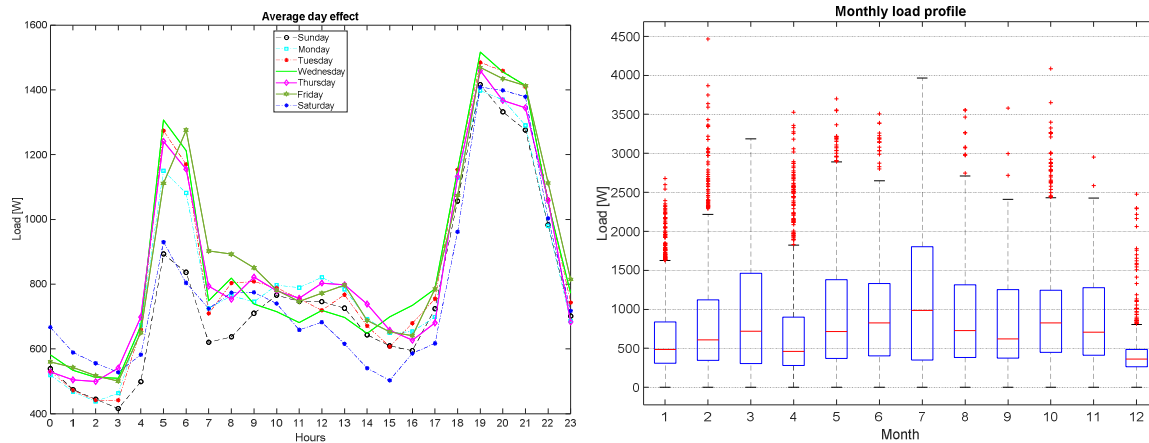 Average day effect
1600
1400
1200
1000
800
600
400
Load [W]
Sunday
Monday
Tuesday
Wednesday
Thursday
Friday
Saturday
0 1 2 3 4 5 6 7 8 9 10 11 12 13 14 15 16 17 18 19 20 21 22 23
Hours
Monthly load profile
4500
4000
3500
3000
2500
2000
1500
1000
500
0
Load [W]
1 2 3 4 5 6 7 8 9 10 11 12
Month